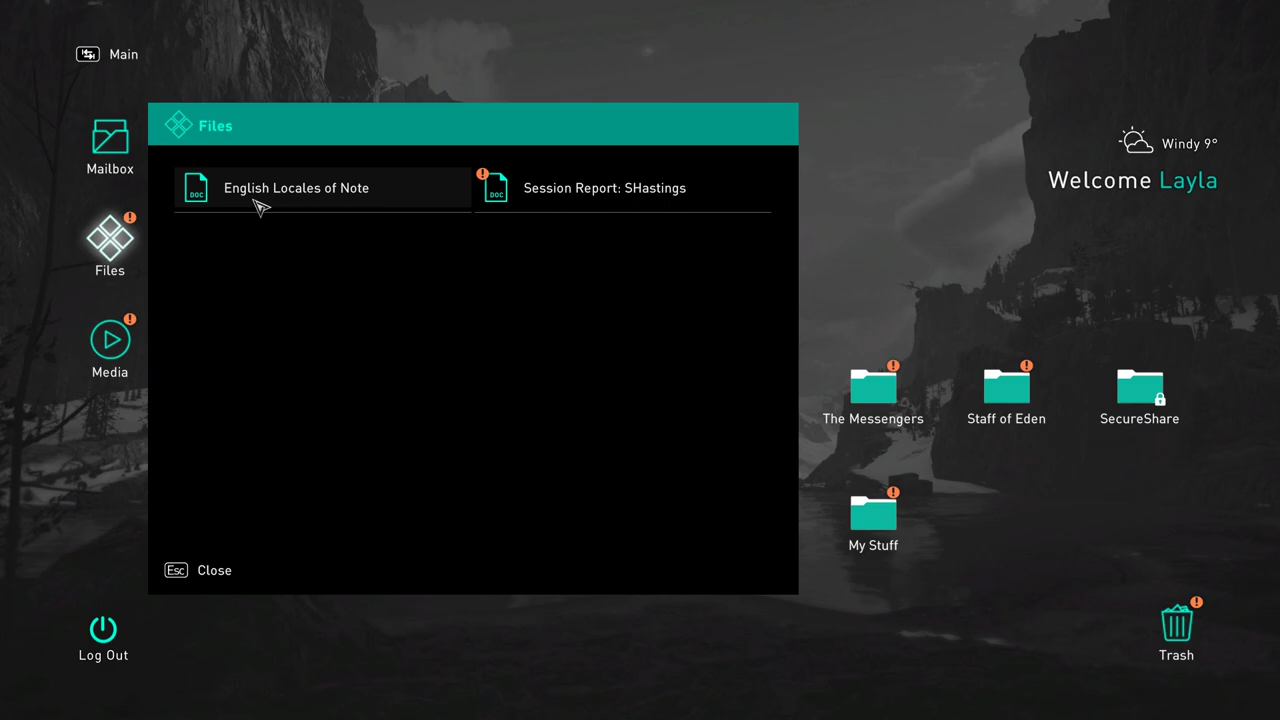 Main
Mailbox
Files
Media
Log Out
Files
DOC English Locales of Note
! DOC Session Report: SHastings
Esc Close
Windy 9°
Welcome Layla
The Messengers
Staff of Eden
SecureShare
My Stuff
Trash